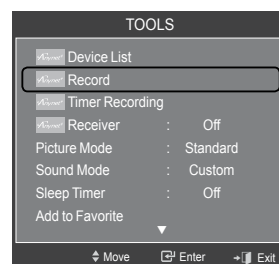 TOOLS
Device List
Record
Timer Recording
Receiver : Off
Picture Mode : Standard
Sound Mode : Custom
Sleep Timer : Off
Add to Favorite
Move Enter Exit